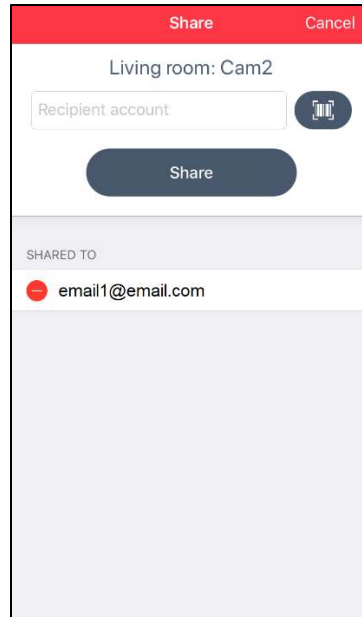 Share Cancel
Living room: Cam2
Recipient account
Share
SHARED TO
email1@email.com